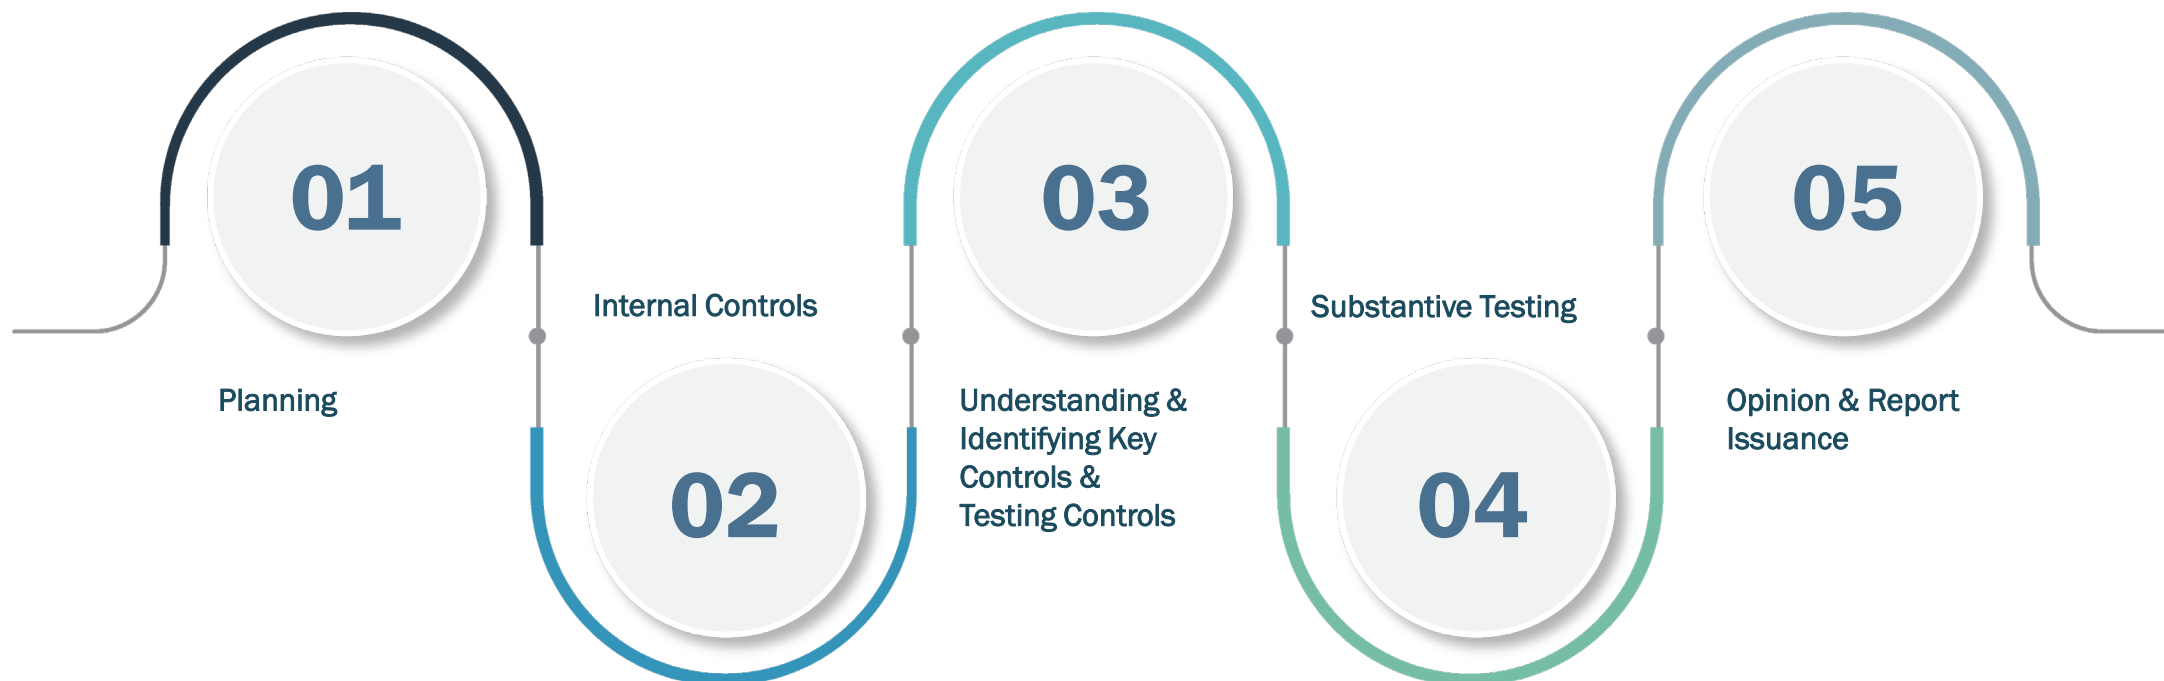 01
Planning
02
Internal Controls
03
Understanding &
Identifying Key
Controls &
Testing Controls
04
Substantive Testing
05
Opinion & Report
Issuance